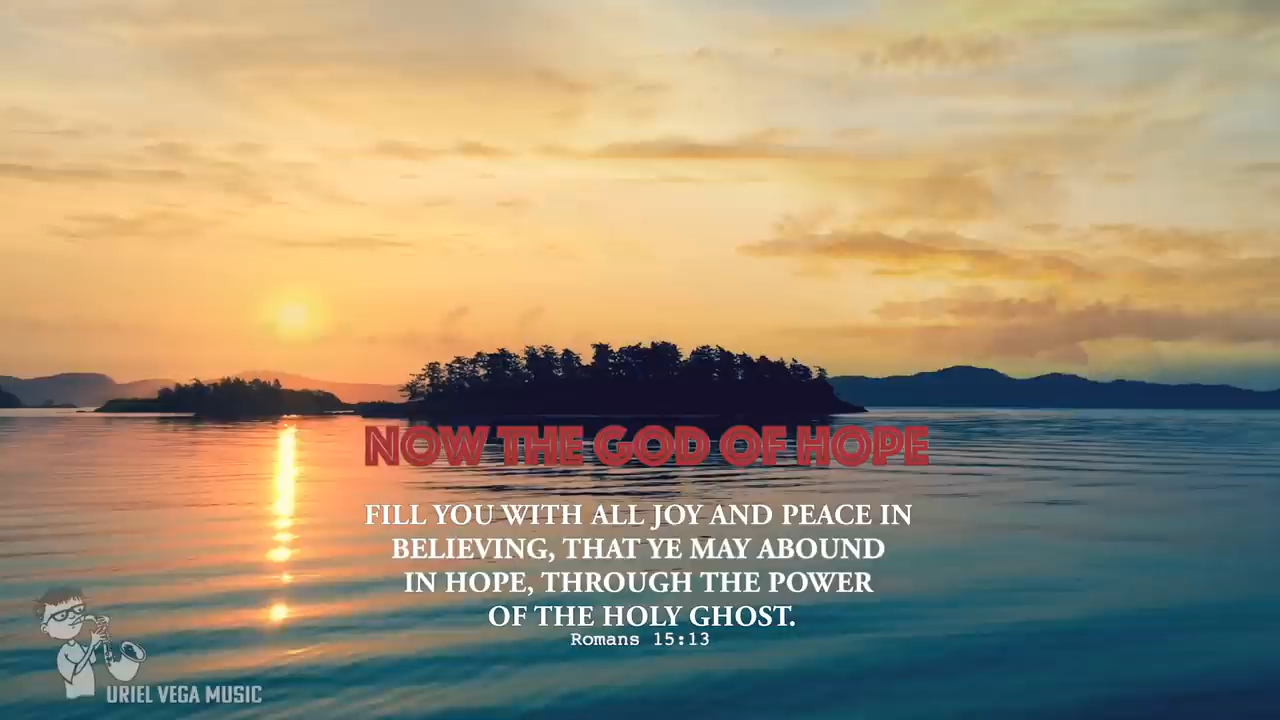 NOW THE GOD OF HOPE
FILL YOU WITH ALL JOY AND PEACE IN
BELIEVING, THAT YE MAY ABOUND
IN HOPE, THROUGH THE POWER
OF THE HOLY GHOST.
Romans 15:13
URIEL VEGA MUSIC